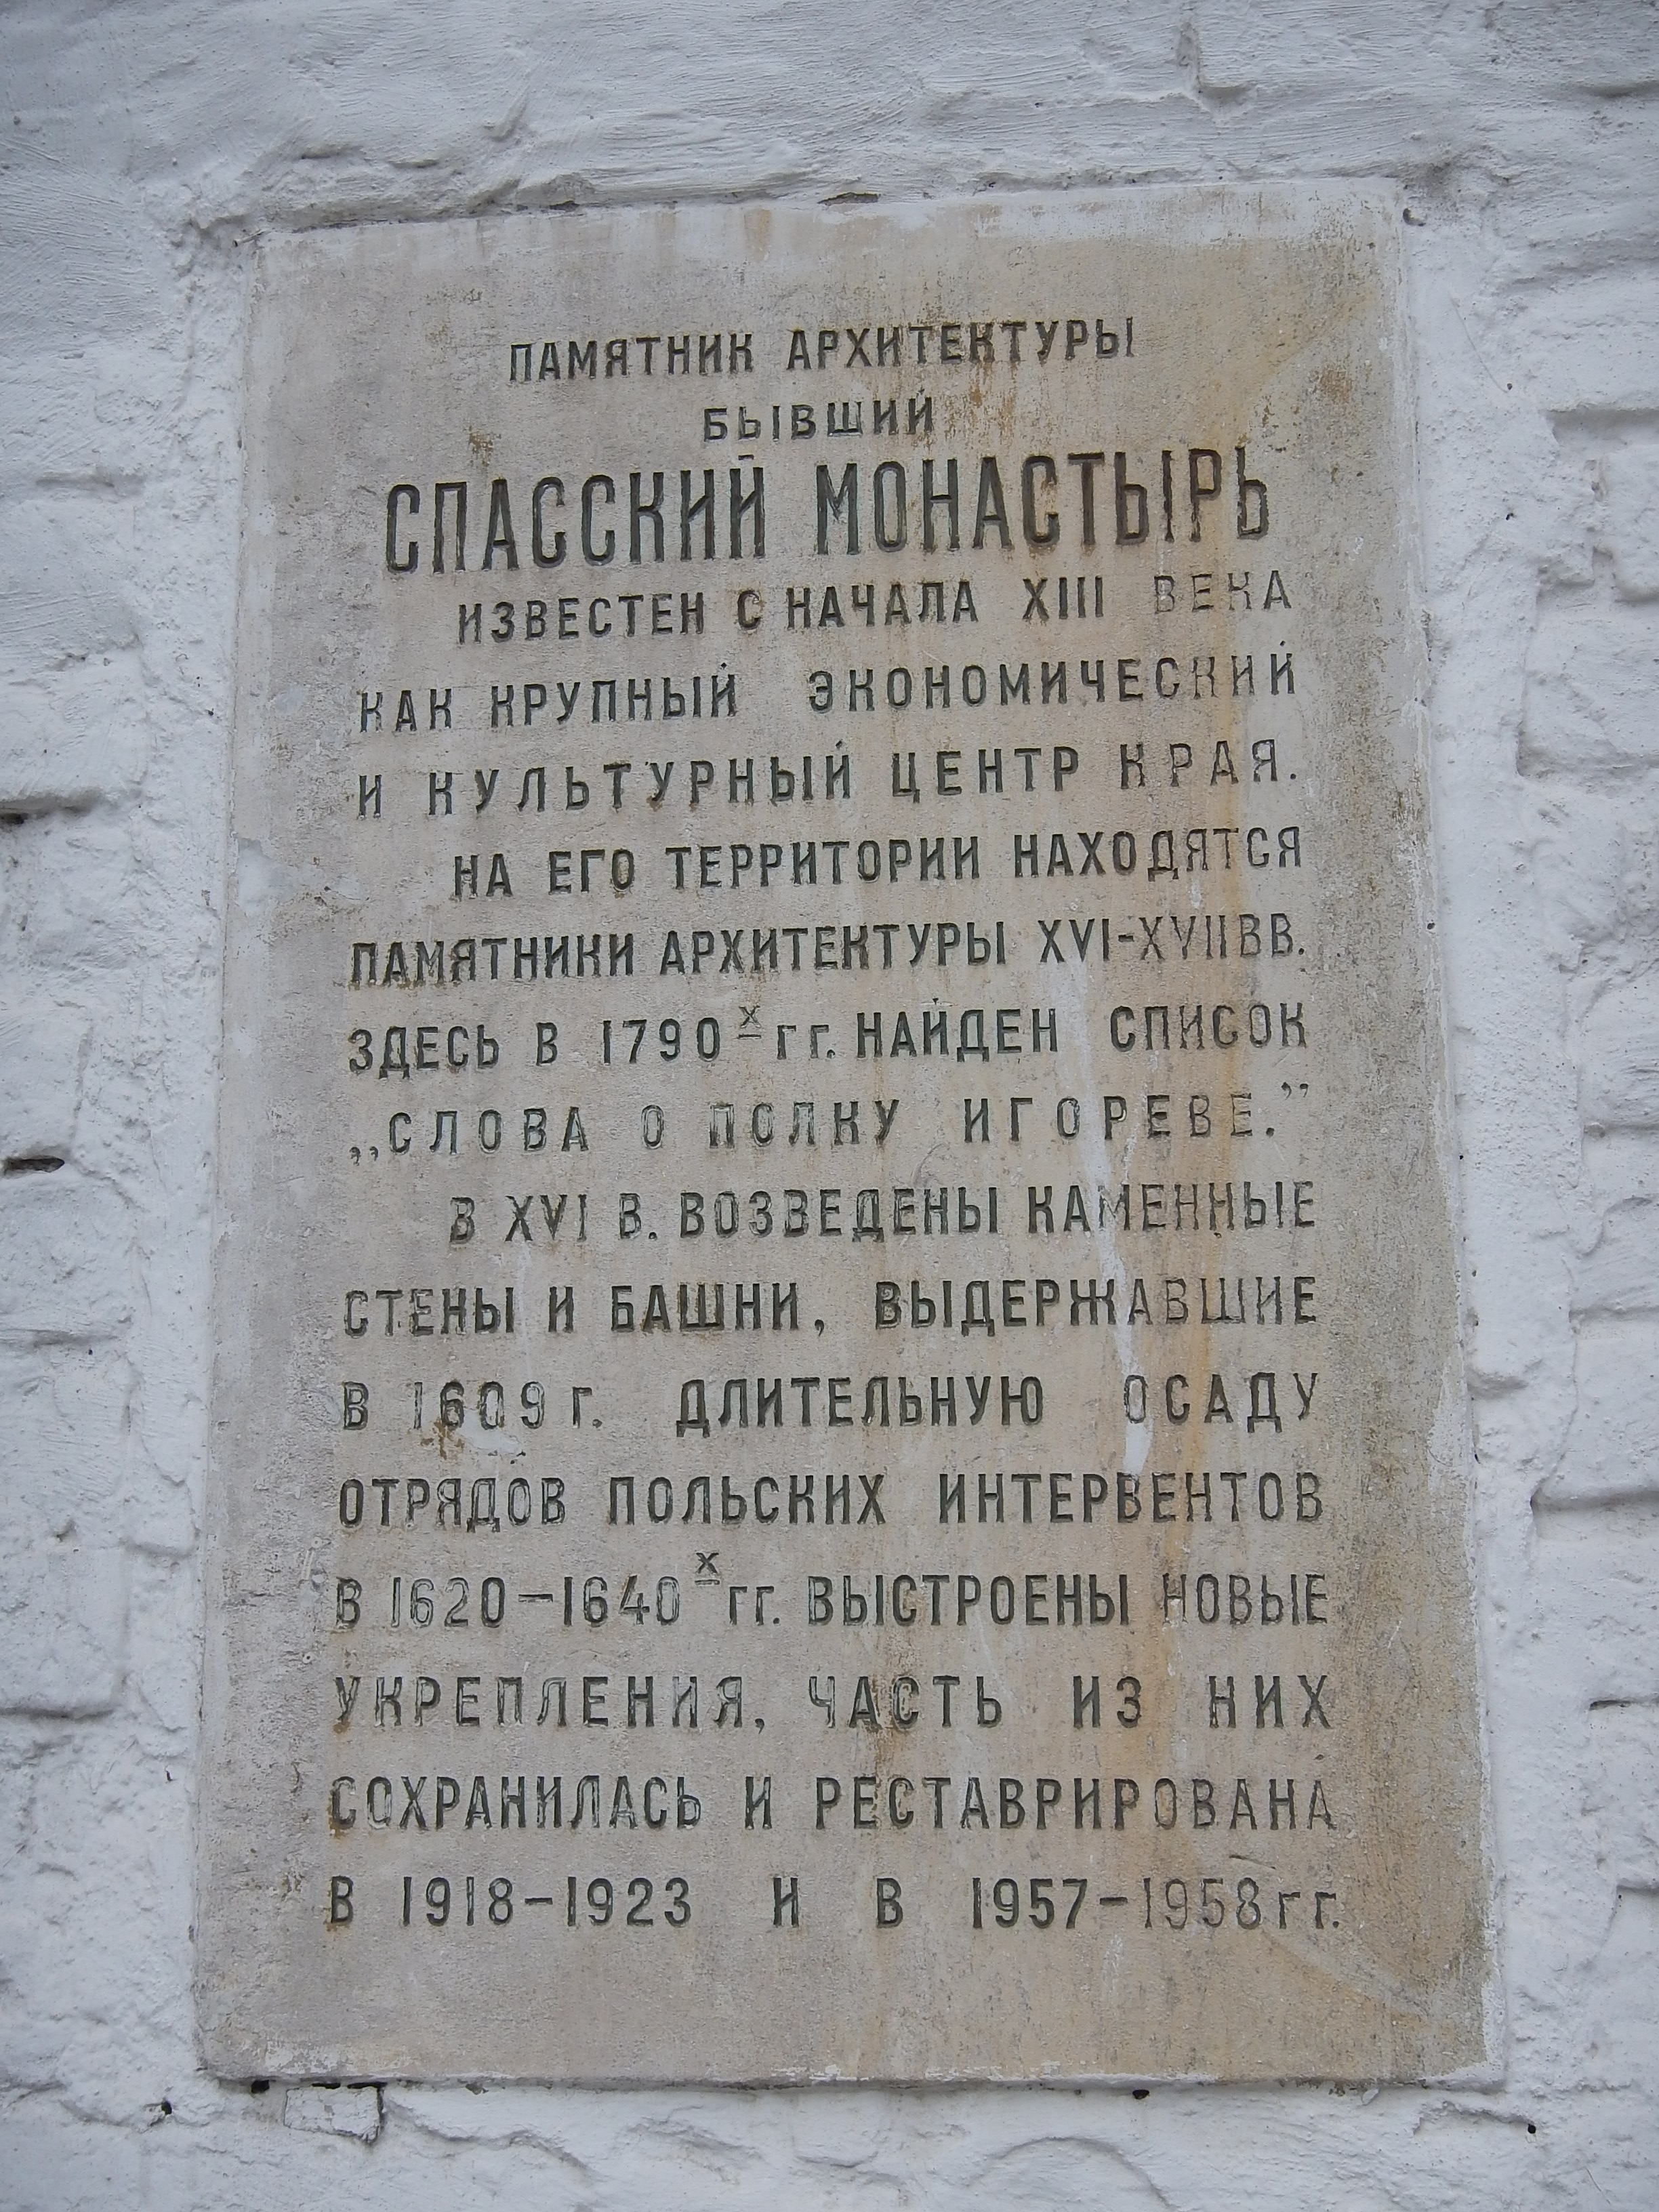 ПАМЯТНИК АРХИТЕКТУРЫ
БЫВШИЙ
СПАССКИЙ МОНАСТЫРЬ
ИЗВЕСТЕН С НАЧАЛА XIII ВЕКА
КАК КРУПНЫЙ ЭКОНОМИЧЕСКИЙ
И КУЛЬТУРНЫЙ ЦЕНТР КРАЯ.
НА ЕГО ТЕРРИТОРИИ НАХОДЯТСЯ
ПАМЯТНИКИ АРХИТЕКТУРЫ XVI-XVII ВВ.
ЗДЕСЬ В 1790х гг. НАЙДЕН СПИСОК
„СЛОВА О ПОЛКУ ИГОРЕВЕ.”
В XVI В. ВОЗВЕДЕНЫ КАМЕННЫЕ
СТЕНЫ И БАШНИ, ВЫДЕРЖАВШИЕ
В 1609 г. ДЛИТЕЛЬНУЮ ОСАДУ
ОТРЯДОВ ПОЛЬСКИХ ИНТЕРВЕНТОВ
В 1620-1640х гг. ВЫСТРОЕНЫ НОВЫЕ
УКРЕПЛЕНИЯ, ЧАСТЬ ИЗ НИХ
СОХРАНИЛАСЬ И РЕСТАВРИРОВАНА
В 1918-1923 И В 1957-1958 гг.